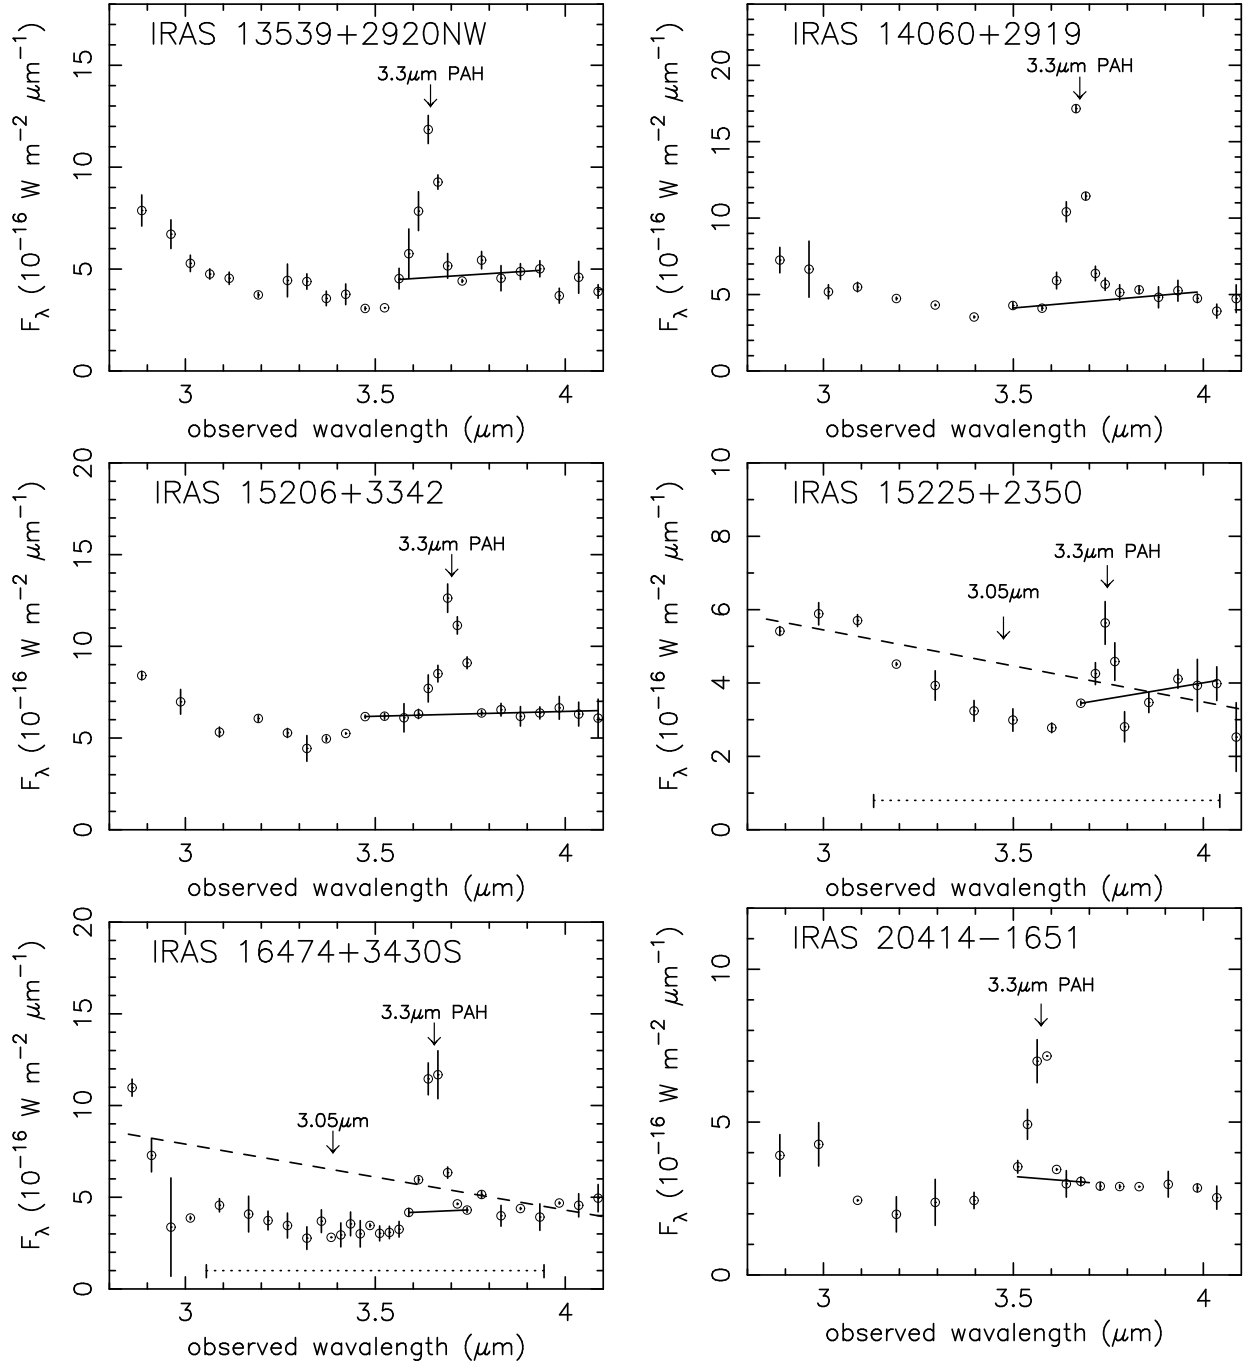 IRAS 13539+2920NW
3.3μm PAH
15
10
5
0
F_λ (10^−16 W m^−2 μm^−1)
3
3.5
4
observed wavalength (μm)
IRAS 14060+2919
3.3μm PAH
20
15
10
5
0
F_λ (10^−16 W m^−2 μm^−1)
3
3.5
4
observed wavalength (μm)
IRAS 15206+3342
3.3μm PAH
20
15
10
5
0
F_λ (10^−16 W m^−2 μm^−1)
3
3.5
4
observed wavalength (μm)
IRAS 15225+2350
3.3μm PAH
3.05μm
10
8
6
4
2
0
F_λ (10^−16 W m^−2 μm^−1)
3
3.5
4
observed wavalength (μm)
IRAS 16474+3430S
3.3μm PAH
3.05μm
20
15
10
5
0
F_λ (10^−16 W m^−2 μm^−1)
3
3.5
4
observed wavalength (μm)
IRAS 20414−1651
3.3μm PAH
10
5
0
F_λ (10^−16 W m^−2 μm^−1)
3
3.5
4
observed wavalength (μm)